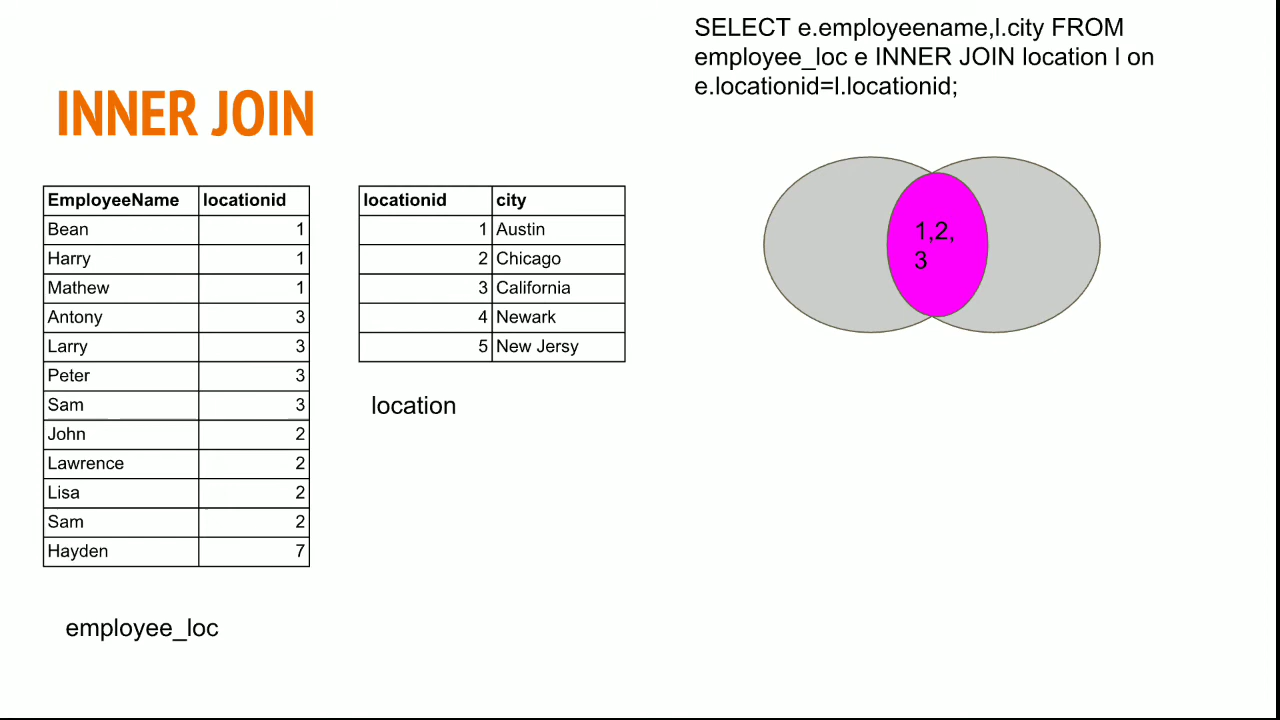 SELECT e.employeename,l.city FROM
employee_loc e INNER JOIN location l on
e.locationid=l.locationid;
INNER JOIN
EmployeeName locationid
Bean 1
Harry 1
Mathew 1
Antony 3
Larry 3
Peter 3
Sam 3
John 2
Lawrence 2
Lisa 2
Sam 2
Hayden 7
employee_loc
locationid city
1 Austin
2 Chicago
3 California
4 Newark
5 New Jersy
location
1,2,
3